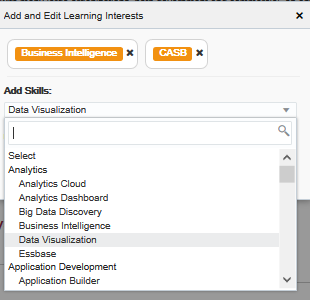 Add and Edit Learning Interests ×
Business Intelligence × CASB ×
Add Skills:
Data Visualization
Select
Analytics
Analytics Cloud
Analytics Dashboard
Big Data Discovery
Business Intelligence
Data Visualization
Essbase
Application Development
Application Builder